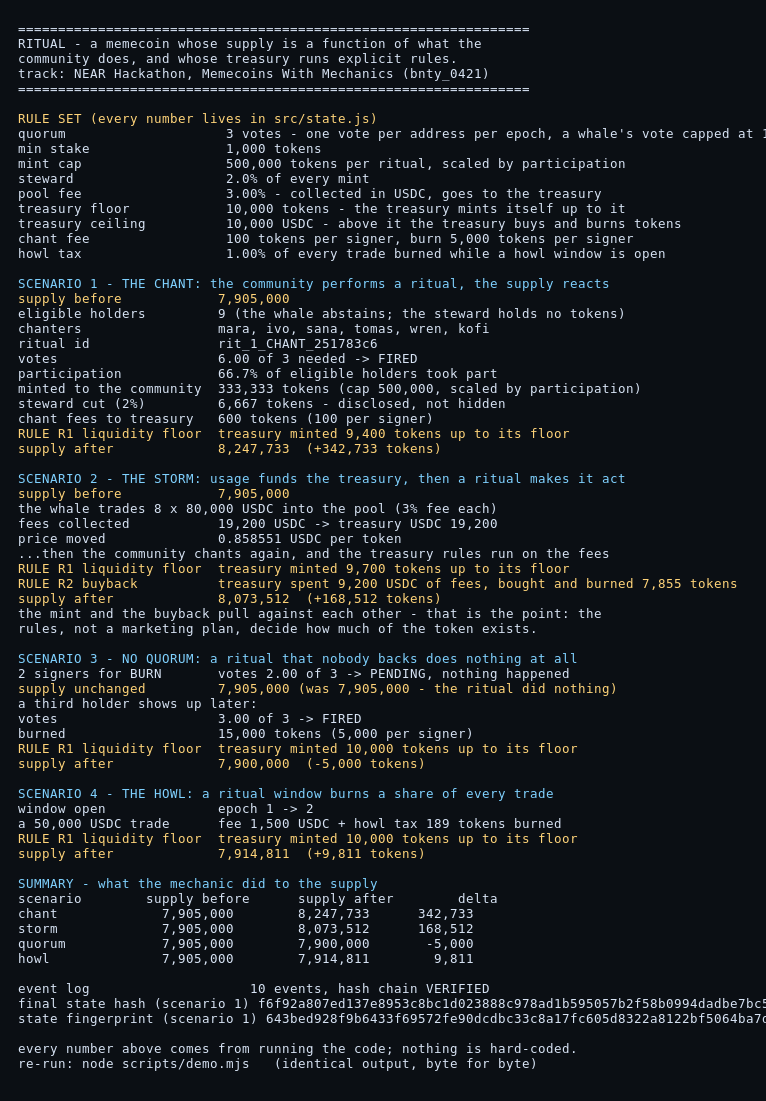 ================================================================
RITUAL - a memecoin whose supply is a function of what the
community does, and whose treasury runs explicit rules.
track: NEAR Hackathon, Memecoins With Mechanics (bnty_0421)
================================================================
RULE SET (every number lives in src/state.js)
quorum 3 votes - one vote per address per epoch, a whale's vote capped at 1
min stake 1,000 tokens
mint cap 500,000 tokens per ritual, scaled by participation
steward 2.0% of every mint
pool fee 3.00% - collected in USDC, goes to the treasury
treasury floor 10,000 tokens - the treasury mints itself up to it
treasury ceiling 10,000 USDC - above it the treasury buys and burns tokens
chant fee 100 tokens per signer, burn 5,000 tokens per signer
howl tax 1.00% of every trade burned while a howl window is open
SCENARIO 1 - THE CHANT: the community performs a ritual, the supply reacts
supply before 7,905,000
eligible holders 9 (the whale abstains; the steward holds no tokens)
chanters mara, ivo, sana, tomas, wren, kofi
ritual id rit_1_CHANT_251783c6
votes 6.00 of 3 needed -> FIRED
participation 66.7% of eligible holders took part
minted to the community 333,333 tokens (cap 500,000, scaled by participation)
steward cut (2%) 6,667 tokens - disclosed, not hidden
chant fees to treasury 600 tokens (100 per signer)
RULE R1 liquidity floor treasury minted 9,400 tokens up to its floor
supply after 8,247,733 (+342,733 tokens)
SCENARIO 2 - THE STORM: usage funds the treasury, then a ritual makes it act
supply before 7,905,000
the whale trades 8 x 80,000 USDC into the pool (3% fee each)
fees collected 19,200 USDC -> treasury USDC 19,200
price moved 0.858551 USDC per token
...then the community chants again, and the treasury rules run on the fees
RULE R1 liquidity floor treasury minted 9,700 tokens up to its floor
RULE R2 buyback treasury spent 9,200 USDC of fees, bought and burned 7,855 tokens
supply after 8,073,512 (+168,512 tokens)
the mint and the buyback pull against each other - that is the point: the
rules, not a marketing plan, decide how much of the token exists.
SCENARIO 3 - NO QUORUM: a ritual that nobody backs does nothing at all
2 signers for BURN votes 2.00 of 3 -> PENDING, nothing happened
supply unchanged 7,905,000 (was 7,905,000 - the ritual did nothing)
a third holder shows up later:
votes 3.00 of 3 -> FIRED
burned 15,000 tokens (5,000 per signer)
RULE R1 liquidity floor treasury minted 10,000 tokens up to its floor
supply after 7,900,000 (-5,000 tokens)
SCENARIO 4 - THE HOWL: a ritual window burns a share of every trade
window open epoch 1 -> 2
a 50,000 USDC trade fee 1,500 USDC + howl tax 189 tokens burned
RULE R1 liquidity floor treasury minted 10,000 tokens up to its floor
supply after 7,914,811 (+9,811 tokens)
SUMMARY - what the mechanic did to the supply
scenario supply before supply after delta
chant 7,905,000 8,247,733 342,733
storm 7,905,000 8,073,512 168,512
quorum 7,905,000 7,900,000 -5,000
howl 7,905,000 7,914,811 9,811
event log 10 events, hash chain VERIFIED
final state hash (scenario 1) f6f92a807ed137e8953c8bc1d023888c978ad1b595057b2f58b0994dadbe7bc5
state fingerprint (scenario 1) 643bed928f9b6433f69572fe90dcdbc33c8a17fc605d8322a8122bf5064ba7
every number above comes from running the code; nothing is hard-coded.
re-run: node scripts/demo.mjs (identical output, byte for byte)